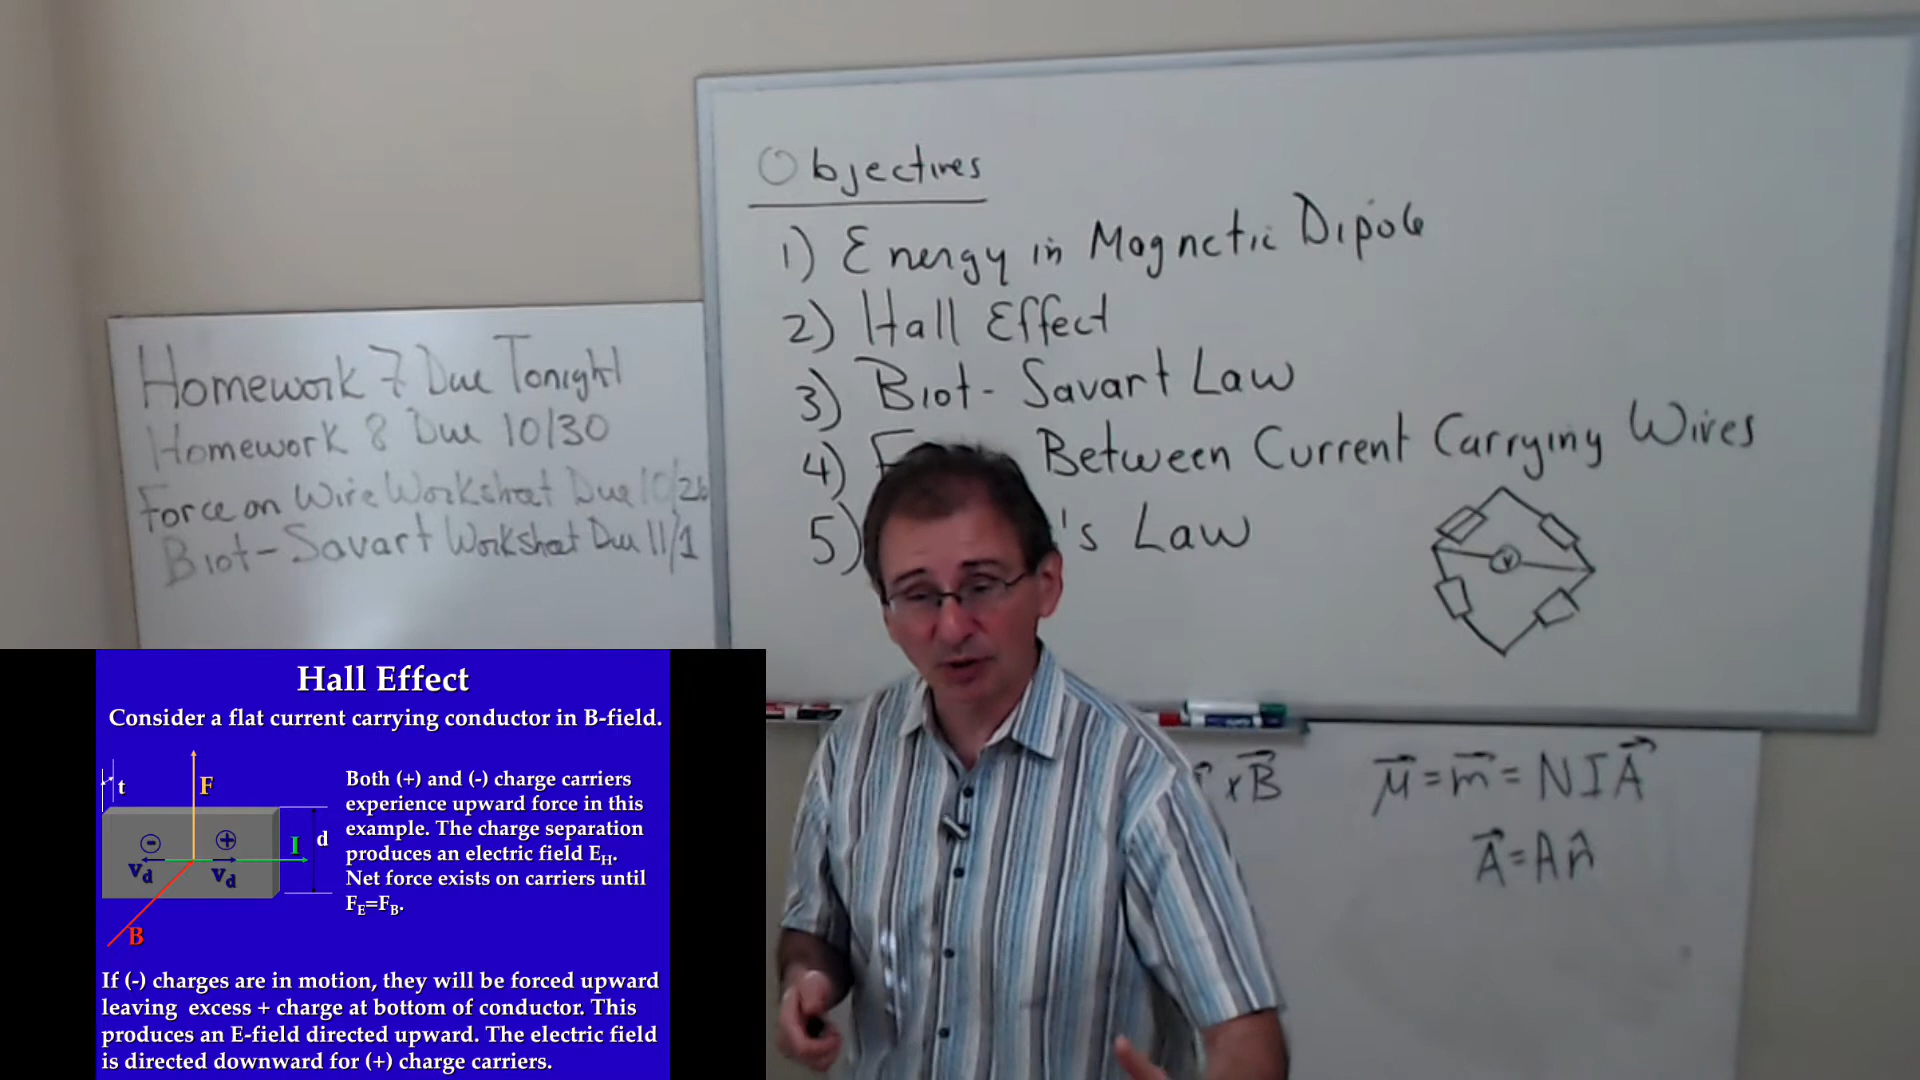 Objectives
1) Energy in Magnetic Dipole
2) Hall Effect
3) Biot-Savart Law
4) Between Current Carrying Wires
5) 's Law
V
Homework 7 Due Tonight
Homework 8 Due 10/30
Force on Wire Worksheet Due 10/26
Biot-Savart Worksheet Due 11/1
x B⃗
μ⃗ = m⃗ = NIA⃗
A⃗ = An̂
Hall Effect
Consider a flat current carrying conductor in B-field.
t
F
d
I
- +
vd vd
B
Both (+) and (-) charge carriers
experience upward force in this
example. The charge separation
produces an electric field EH.
Net force exists on carriers until
FE=FB.
If (-) charges are in motion, they will be forced upward
leaving excess + charge at bottom of conductor. This
produces an E-field directed upward. The electric field
is directed downward for (+) charge carriers.